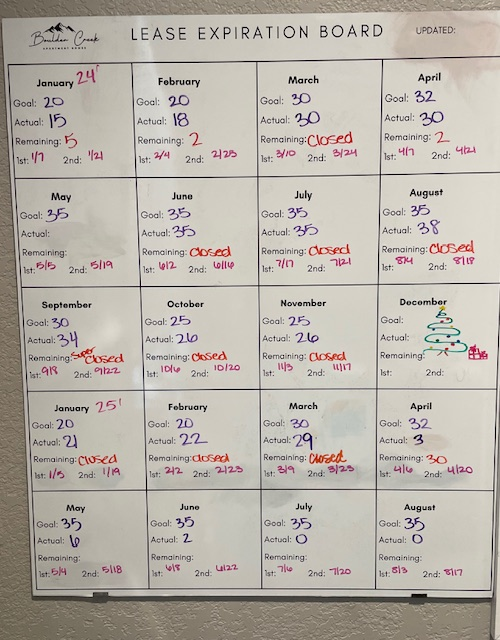 Boulder Creek
APARTMENT HOMES
LEASE EXPIRATION BOARD
UPDATED:
January 24'
Goal: 20
Actual: 15
Remaining: 5
1st: 1/7 2nd: 1/21
February
Goal: 20
Actual: 18
Remaining: 2
1st: 2/4 2nd: 2/25
March
Goal: 30
Actual: 30
Remaining: Closed
1st: 3/10 2nd: 3/24
April
Goal: 32
Actual: 30
Remaining: 2
1st: 4/7 2nd: 4/21
May
Goal: 35
Actual:
Remaining:
1st: 5/5 2nd: 5/19
June
Goal: 35
Actual: 35
Remaining: Closed
1st: 6/2 2nd: 6/16
July
Goal: 35
Actual: 35
Remaining: Closed
1st: 7/17 2nd: 7/21
August
Goal: 35
Actual: 38
Remaining: Closed
1st: 8/4 2nd: 8/18
September
Goal: 30
Actual: 34
Remaining: Super Closed
1st: 9/8 2nd: 9/22
October
Goal: 25
Actual: 26
Remaining: Closed
1st: 10/6 2nd: 10/20
November
Goal: 25
Actual: 26
Remaining: Closed
1st: 11/3 2nd: 11/17
December
Goal:
Actual:
Remaining:
1st: 2nd:
January 25'
Goal: 20
Actual: 21
Remaining: Closed
1st: 1/5 2nd: 1/19
February
Goal: 20
Actual: 22
Remaining: Closed
1st: 2/2 2nd: 2/23
March
Goal: 30
Actual: 29
Remaining: Closed
1st: 3/9 2nd: 3/23
April
Goal: 32
Actual: 3
Remaining: 30
1st: 4/6 2nd: 4/20
May
Goal: 35
Actual: 6
Remaining:
1st: 5/4 2nd: 5/18
June
Goal: 35
Actual: 2
Remaining:
1st: 6/8 2nd: 6/22
July
Goal: 35
Actual: 0
Remaining:
1st: 7/6 2nd: 7/20
August
Goal: 35
Actual: 0
Remaining:
1st: 8/3 2nd: 8/17